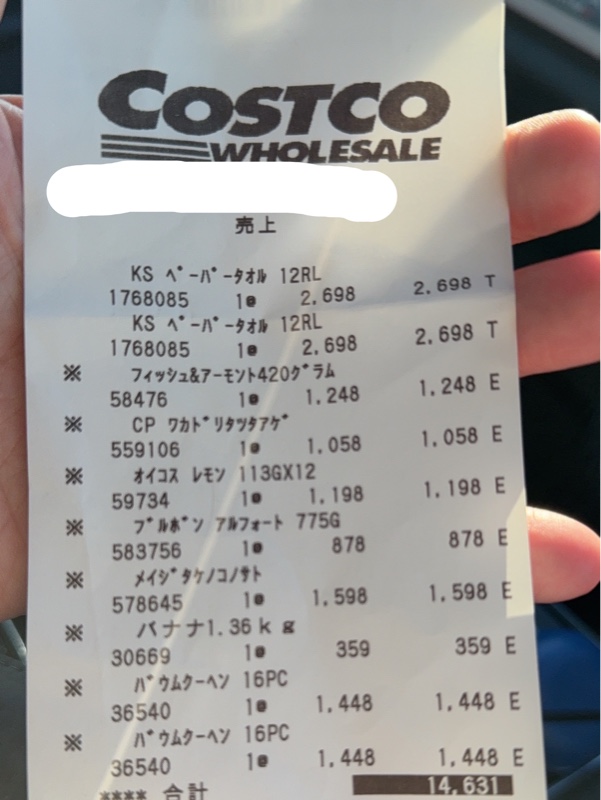 COSTCO
WHOLESALE
売上
KS ペーパータオル 12RL
1768085 1@ 2,698 2,698 T
KS ペーパータオル 12RL
1768085 1@ 2,698 2,698 T
※ フィッシュ&アーモント420グラム
58476 1@ 1,248 1,248 E
※ CP ワカドリタツタアゲ
559106 1@ 1,058 1,058 E
※ オイコス レモン 113GX12
59734 1@ 1,198 1,198 E
※ ブルボン アルフォート 775G
583756 1@ 878 878 E
※ メイジタケノコノサト
578645 1@ 1,598 1,598 E
※ バナナ1.36kg
30669 1@ 359 359 E
※ バウムクーヘン 16PC
36540 1@ 1,448 1,448 E
※ バウムクーヘン 16PC
36540 1@ 1,448 1,448 E
**** 合計 14,631